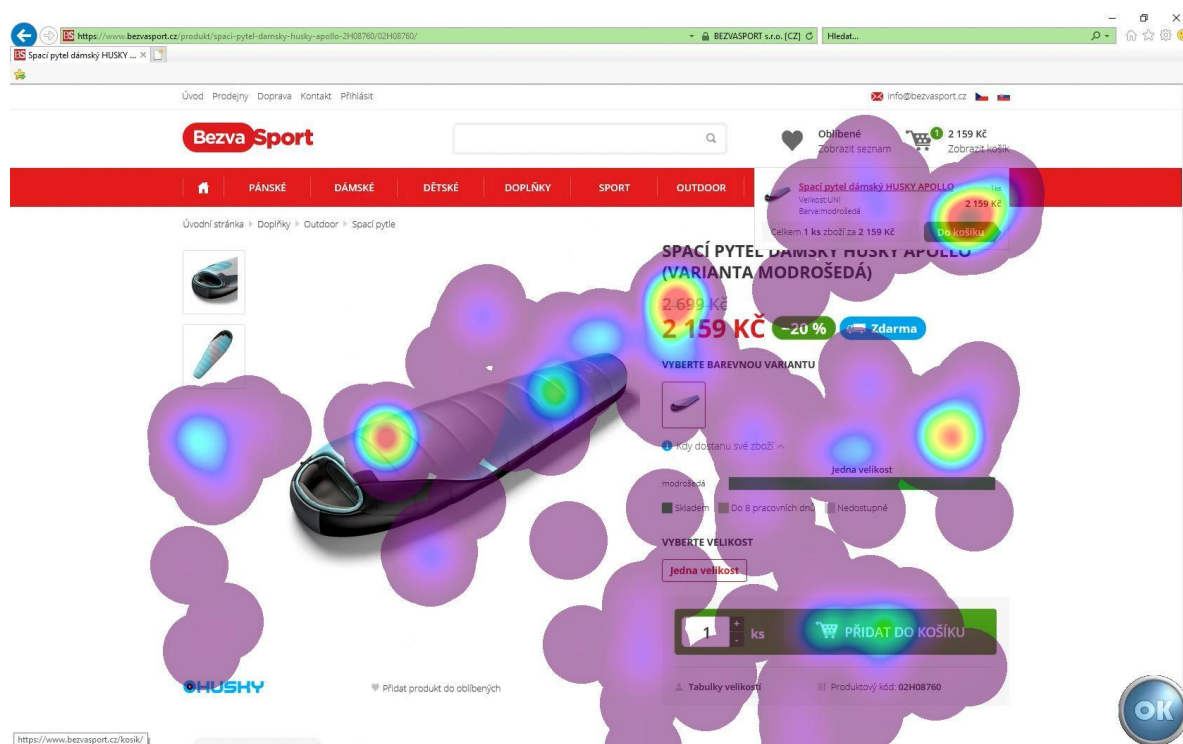 https://www.bezvasport.cz/produkt/spaci-pytel-damsky-husky-apollo-2H08760/02H08760/
BEZVASPORT s.r.o. [CZ]
Hledat...
BS Spací pytel dámský HUSKY ...
Úvod Prodejny Doprava Kontakt Přihlásit
info@bezvasport.cz
BezvaSport
Oblíbené
Zobrazit seznam
1
2 159 Kč
Zobrazit košík
PÁNSKÉ DÁMSKÉ DĚTSKÉ DOPLŇKY SPORT OUTDOOR
Spací pytel dámský HUSKY APOLLO 1ks
Velikost:UNI
Barva:modrošedá
2 159 Kč
Celkem 1 ks zboží za 2 159 Kč
Do košíku
Úvodní stránka Doplňky Outdoor Spací pytle
SPACÍ PYTEL DÁMSKÝ HUSKY APOLLO
(VARIANTA MODROŠEDÁ)
2 699 Kč
2 159 KČ −20 % Zdarma
VYBERTE BAREVNOU VARIANTU
Kdy dostanu své zboží
Jedna velikost
modrošedá
Skladem Do 8 pracovních dnů Nedostupné
VYBERTE VELIKOST
Jedna velikost
1 + - ks PŘIDAT DO KOŠÍKU
HUSKY
Přidat produkt do oblíbených
Tabulky velikostí
Produktový kód: 02H08760
OK
https://www.bezvasport.cz/kosik/